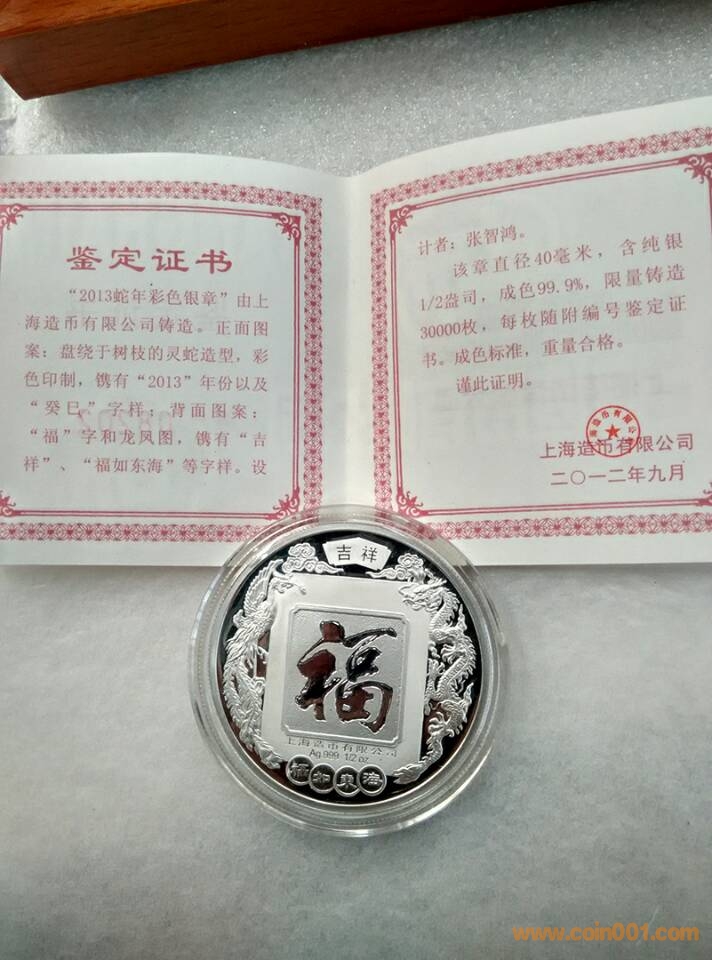 鉴定证书
“2013蛇年彩色银章”由上
海造币有限公司铸造。正面图
案：盘绕于树枝的灵蛇造型，彩
色印制，镌有“2013”年份以及
“癸巳”字样；背面图案：
“福”字和龙凤图，镌有“吉
祥”、“福如东海”等字样。设
计者：张智鸿。
该章直径40毫米，含纯银
1/2盎司，成色99.9%，限量铸造
30000枚，每枚随附编号鉴定证
书。成色标准，重量合格。
谨此证明。
上海造币有限公司
二〇一二年九月
吉祥
福
上海造币有限公司
Ag 999 1/2 oz
福如東海
www.coin001.com